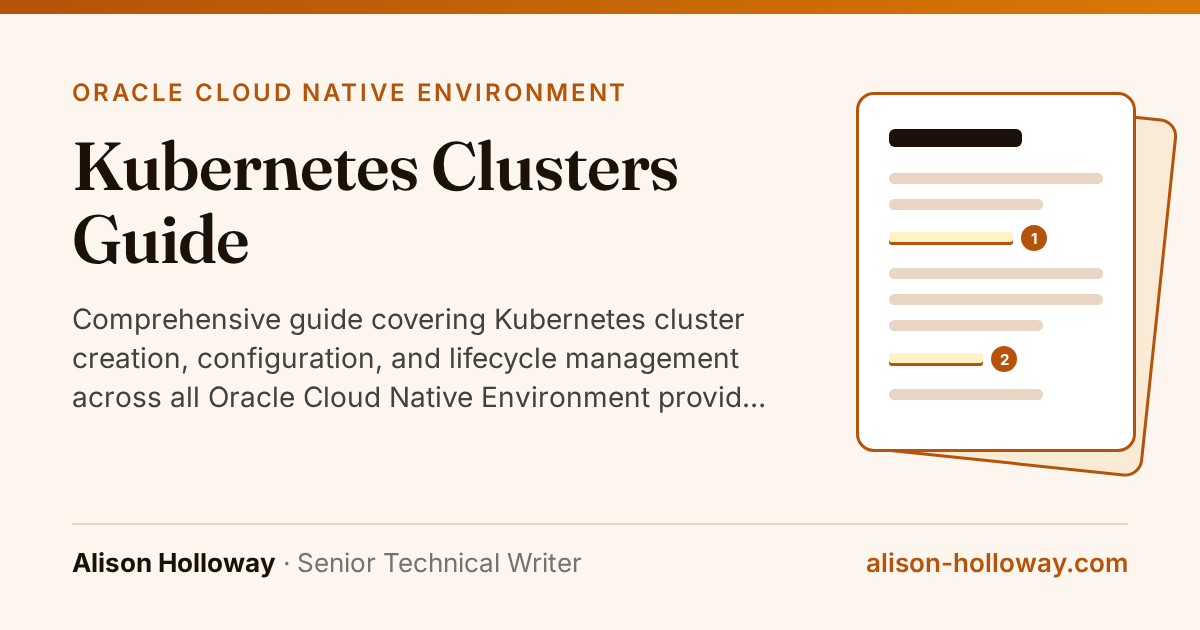 ORACLE CLOUD NATIVE ENVIRONMENT
Kubernetes Clusters
Guide
Comprehensive guide covering Kubernetes cluster
creation, configuration, and lifecycle management
across all Oracle Cloud Native Environment provid...
1
2
Alison Holloway · Senior Technical Writer
alison-holloway.com